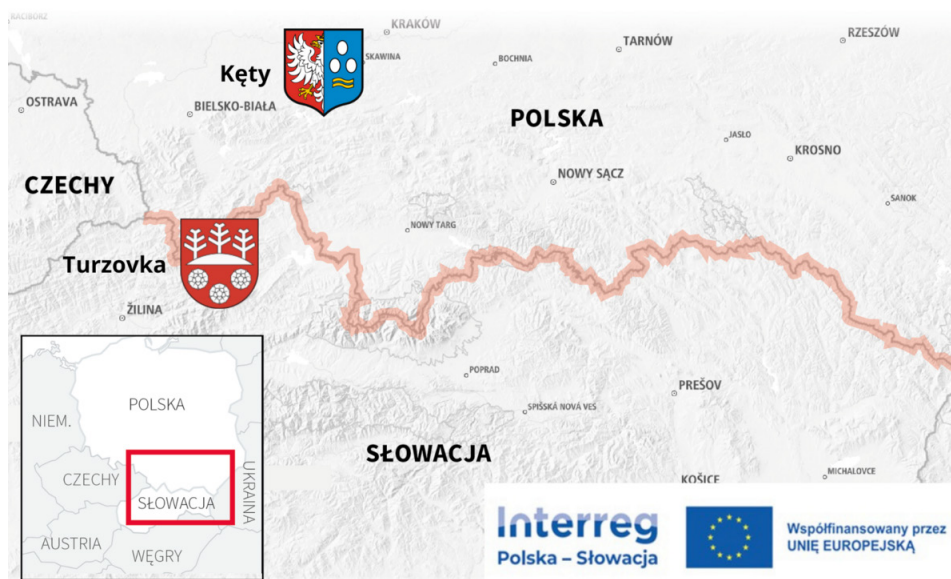 RACIBÓRZ
KRAKÓW
RZESZÓW
TARNÓW
SKAWINA
BOCHNIA
Kęty
OSTRAVA
BIELSKO-BIAŁA
POLSKA
JASŁO
KROSNO
CZECHY
NOWY SĄCZ
SANOK
NOWY TARG
Turzovka
ŽILINA
POPRAD
PREŠOV
SPIŠSKÁ NOVÁ VES
SŁOWACJA
MICHALOVCE
KOŠICE
POLSKA
NIEM.
CZECHY
UKRAINA
SŁOWACJA
AUSTRIA
WĘGRY
Interreg
Polska – Słowacja
Współfinansowany przez
UNIĘ EUROPEJSKĄ